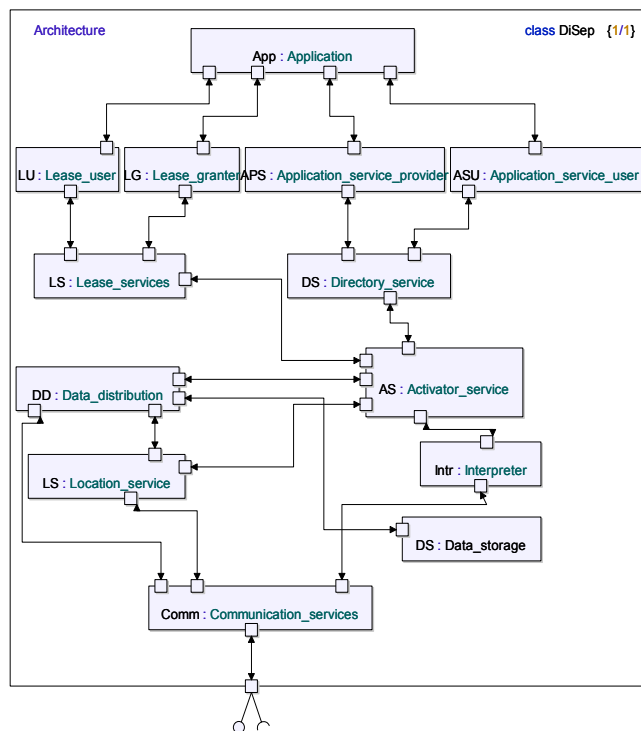 Architecture
class DiSep {1/1}
App : Application
LU : Lease_user
LG : Lease_granter
APS : Application_service_provider
ASU : Application_service_user
LS : Lease_services
DS : Directory_service
DD : Data_distribution
AS : Activator_service
LS : Location_service
Intr : Interpreter
DS : Data_storage
Comm : Communication_services